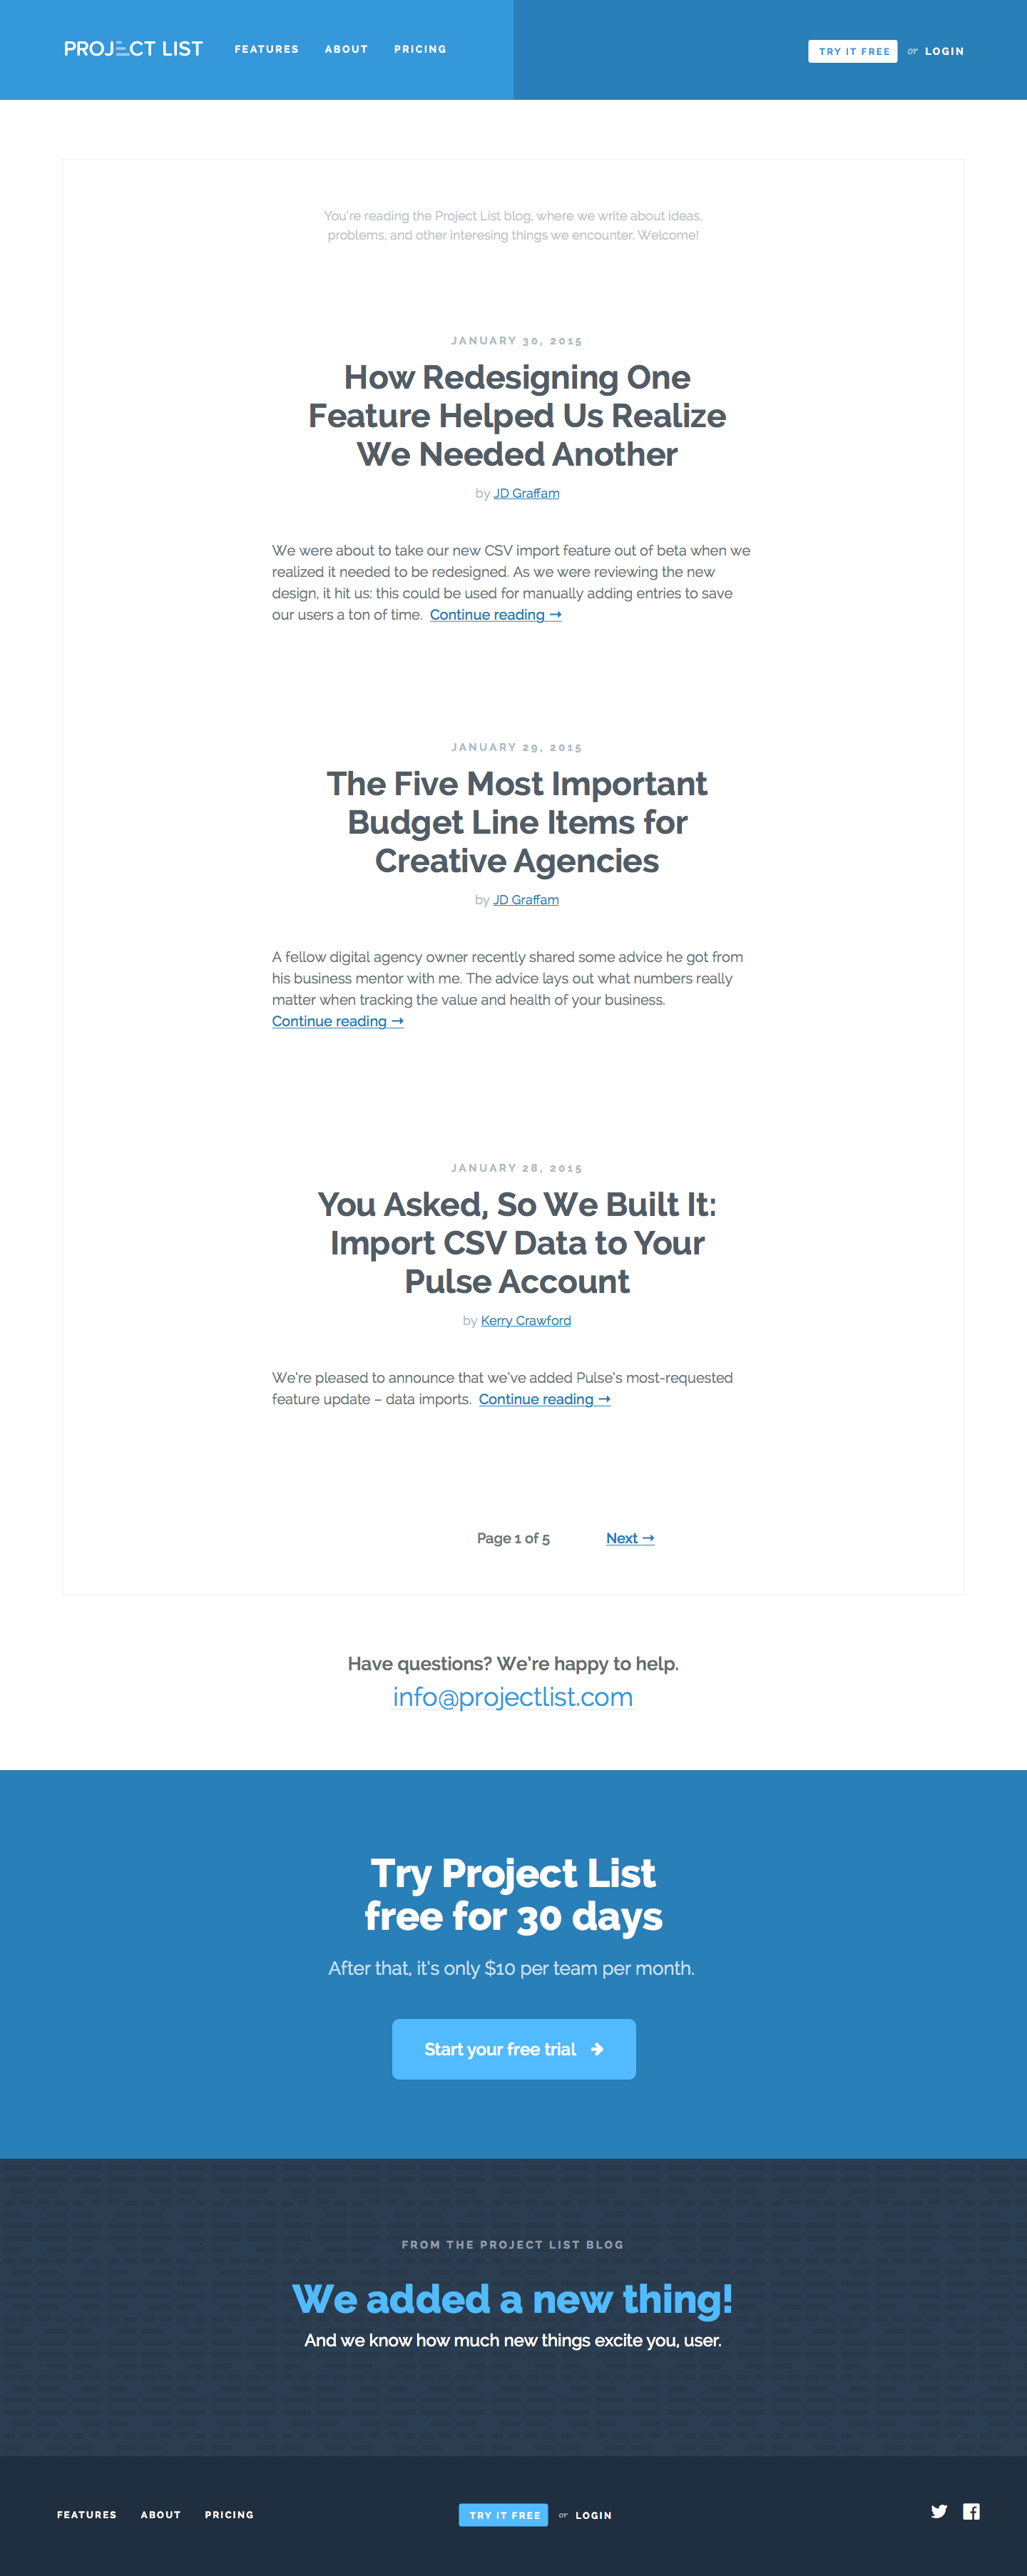 PROJECT LIST FEATURES ABOUT PRICING TRY IT FREE or LOGIN
You're reading the Project List blog, where we write about ideas,
problems, and other interesing things we encounter. Welcome!
JANUARY 30, 2015
How Redesigning One
Feature Helped Us Realize
We Needed Another
by JD Graffam
We were about to take our new CSV import feature out of beta when we
realized it needed to be redesigned. As we were reviewing the new
design, it hit us: this could be used for manually adding entries to save
our users a ton of time. Continue reading →
JANUARY 29, 2015
The Five Most Important
Budget Line Items for
Creative Agencies
by JD Graffam
A fellow digital agency owner recently shared some advice he got from
his business mentor with me. The advice lays out what numbers really
matter when tracking the value and health of your business.
Continue reading →
JANUARY 28, 2015
You Asked, So We Built It:
Import CSV Data to Your
Pulse Account
by Kerry Crawford
We're pleased to announce that we've added Pulse's most-requested
feature update – data imports. Continue reading →
Page 1 of 5 Next →
Have questions? We're happy to help.
info@projectlist.com
Try Project List
free for 30 days
After that, it's only $10 per team per month.
Start your free trial →
FROM THE PROJECT LIST BLOG
We added a new thing!
And we know how much new things excite you, user.
FEATURES ABOUT PRICING TRY IT FREE or LOGIN